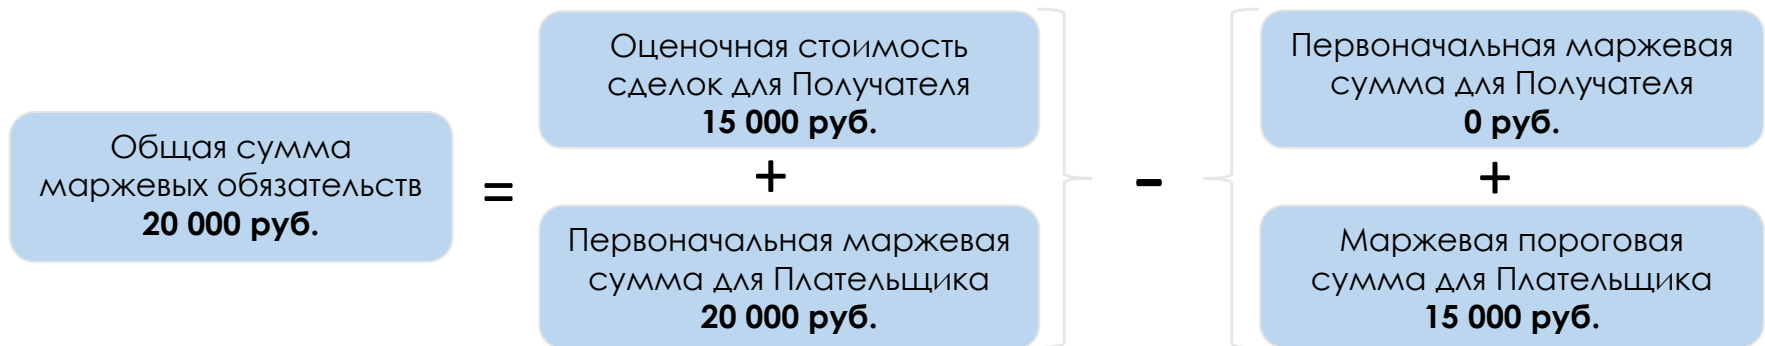 Общая сумма
маржевых обязательств
20 000 руб.
=
Оценочная стоимость
сделок для Получателя
15 000 руб.
+
Первоначальная маржевая
сумма для Плательщика
20 000 руб.
-
Первоначальная маржевая
сумма для Получателя
0 руб.
+
Маржевая пороговая
сумма для Плательщика
15 000 руб.